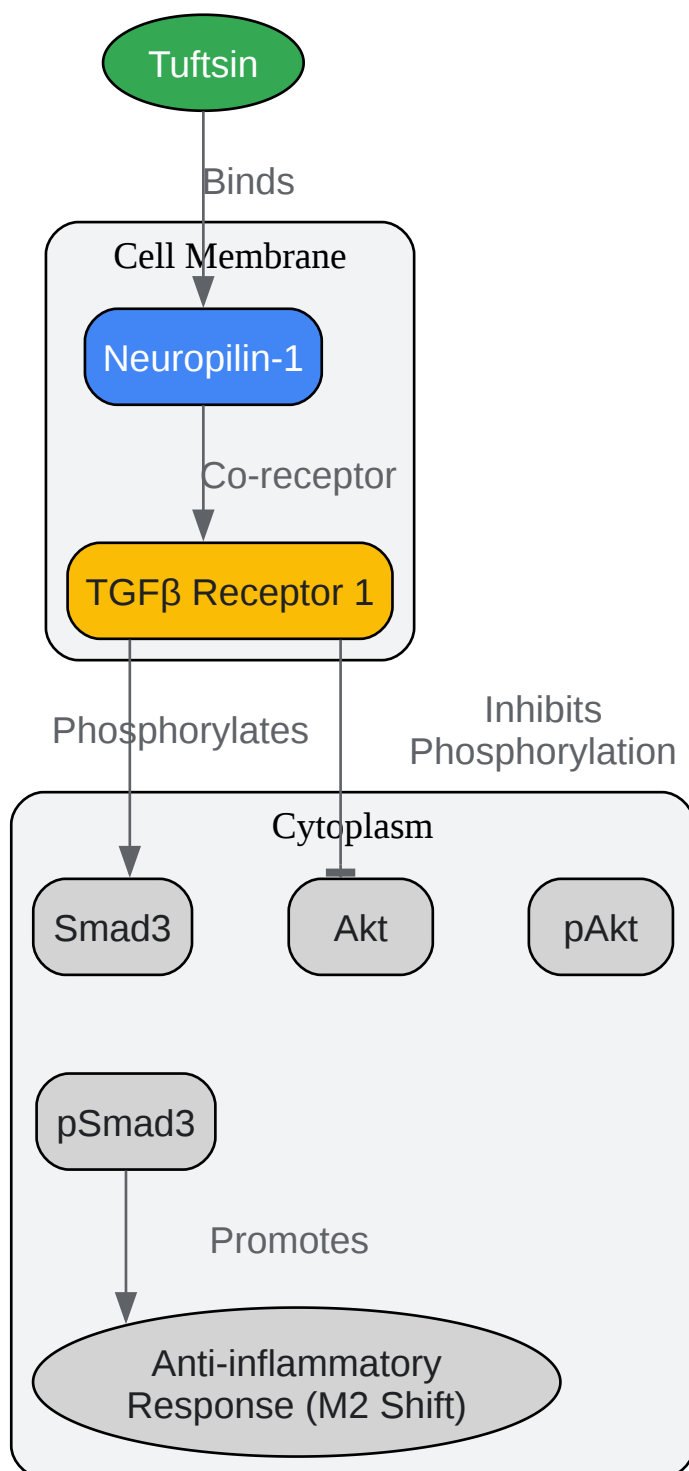 Tuftsin
Binds
Cell Membrane
Neuropilin-1
Co-receptor
TGFβ Receptor 1
Phosphorylates
Inhibits
Phosphorylation
Cytoplasm
Smad3
Akt
pAkt
pSmad3
Promotes
Anti-inflammatory
Response (M2 Shift)